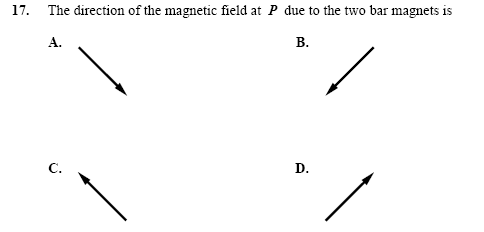 17. The direction of the magnetic field at P due to the two bar magnets is
A. B.
C. D.